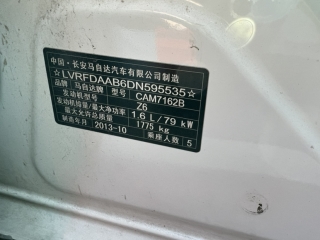 中国·长安马自达汽车有限公司制造
☆LVRFDAAB6DN595535☆
品牌 马自达牌 型号 CAM7162B
发动机型号 Z6
发动机排量/最大净功率 1.6 L/79 kW
最大允许总质量 1775 kg
制造年月 2013-10 乘座人数 5